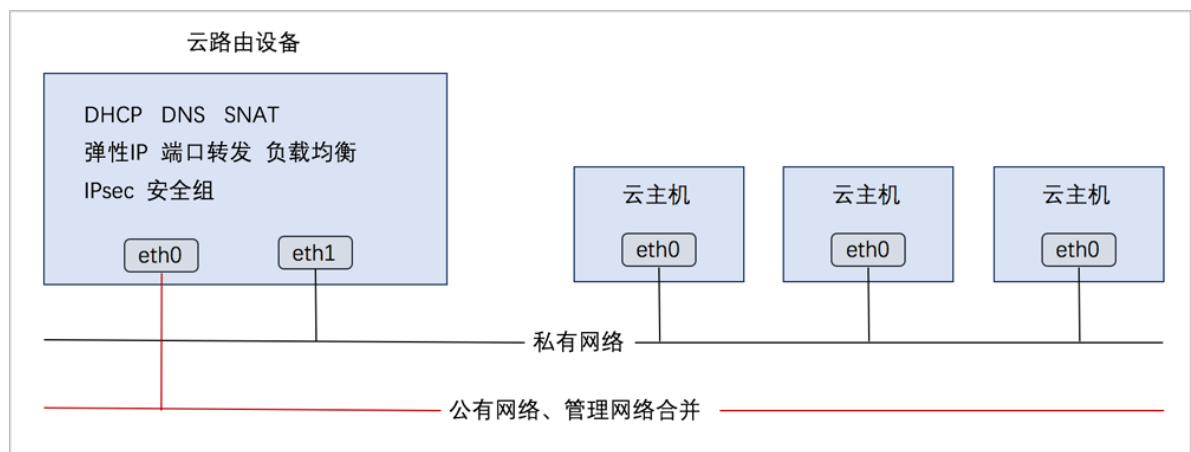 云路由设备
DHCP DNS SNAT
弹性IP 端口转发 负载均衡
IPsec 安全组
eth0
eth1
云主机
eth0
云主机
eth0
云主机
eth0
私有网络
公有网络、管理网络合并